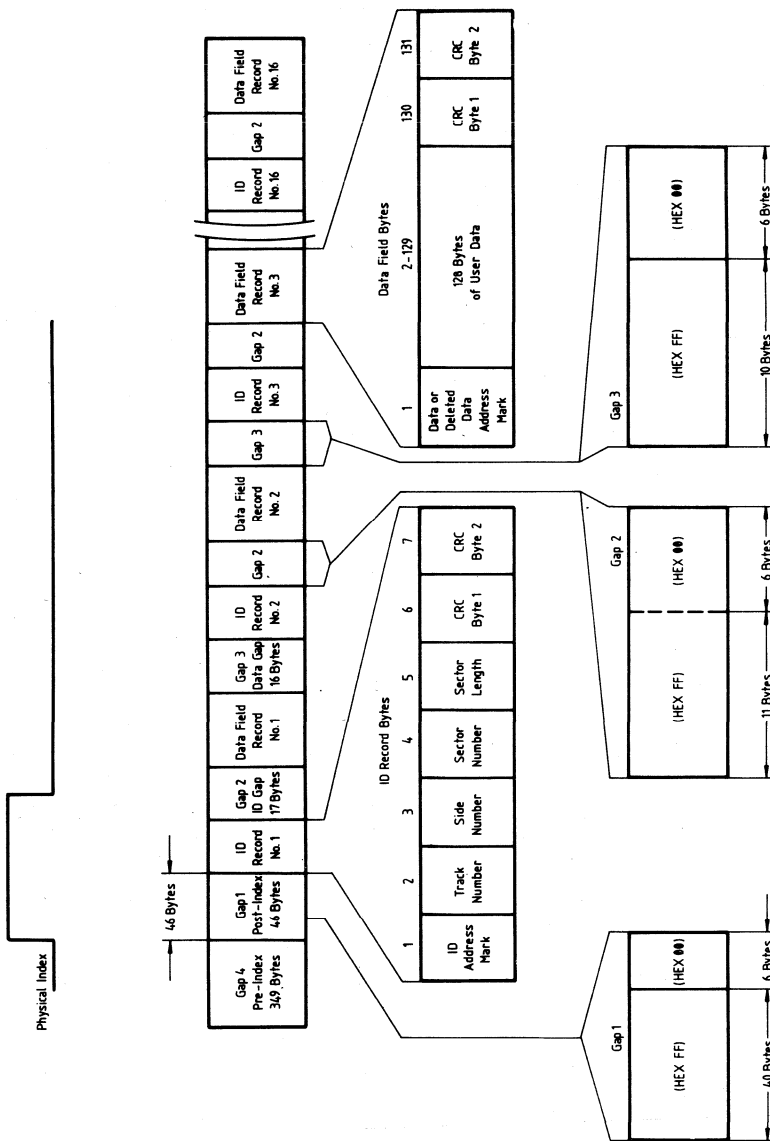 Physical Index
46 Bytes
Gap 4
Pre-Index
349 Bytes
Gap1
Post-Index
46 Bytes
ID
Record
No. 1
Gap 2
ID Gap
17 Bytes
Data Field
Record
No. 1
Gap 3
Data Gap
16 Bytes
ID
Record
No. 2
Gap 2
Data Field
Record
No. 2
Gap 3
ID
Record
No. 3
Gap 2
Data Field
Record
No. 3
ID
Record
No. 16
Gap 2
Data Field
Record
No. 16
ID Record Bytes
1
2
3
4
5
6
7
ID
Address
Mark
Track
Number
Side
Number
Sector
Number
Sector
Length
CRC
Byte 1
CRC
Byte 2
Data Field Bytes
1
2-129
130
131
Data or
Deleted
Data
Address
Mark
128 Bytes
of User Data
CRC
Byte 1
CRC
Byte 2
Gap1
(HEX FF)
(HEX 00)
40 Bytes
6 Bytes
Gap 2
(HEX FF)
(HEX 00)
11 Bytes
6 Bytes
Gap 3
(HEX FF)
(HEX 00)
10 Bytes
6 Bytes